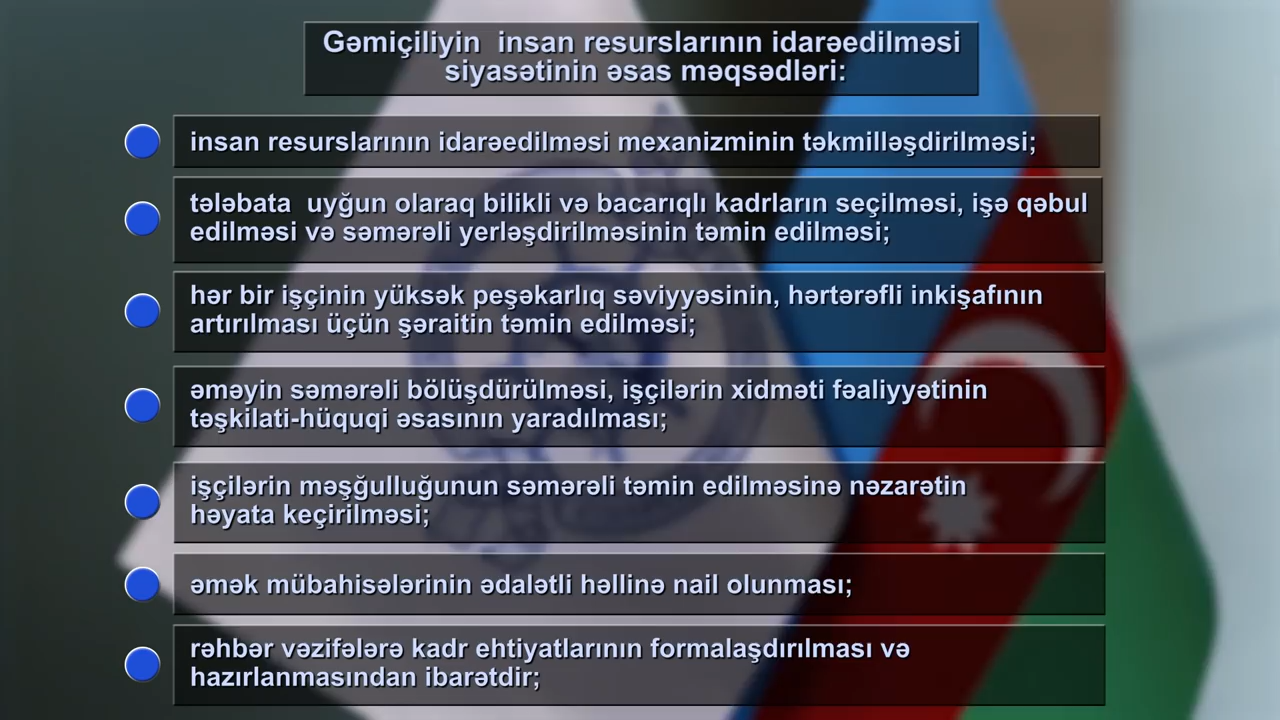 Gəmiçiliyin  insan resurslarının idarəedilməsi
siyasətinin əsas məqsədləri:
insan resurslarının idarəedilməsi mexanizminin təkmilləşdirilməsi;
tələbata  uyğun olaraq bilikli və bacarıqlı kadrların seçilməsi, işə qəbul
edilməsi və səmərəli yerləşdirilməsinin təmin edilməsi;
hər bir işçinin yüksək peşəkarlıq səviyyəsinin, hərtərəfli inkişafının
artırılması üçün şəraitin təmin edilməsi;
əməyin səmərəli bölüşdürülməsi, işçilərin xidməti fəaliyyətinin
təşkilati-hüquqi əsasının yaradılması;
işçilərin məşğulluğunun səmərəli təmin edilməsinə nəzarətin
həyata keçirilməsi;
əmək mübahisələrinin ədalətli həllinə nail olunması;
rəhbər vəzifələrə kadr ehtiyatlarının formalaşdırılması və
hazırlanmasından ibarətdir;